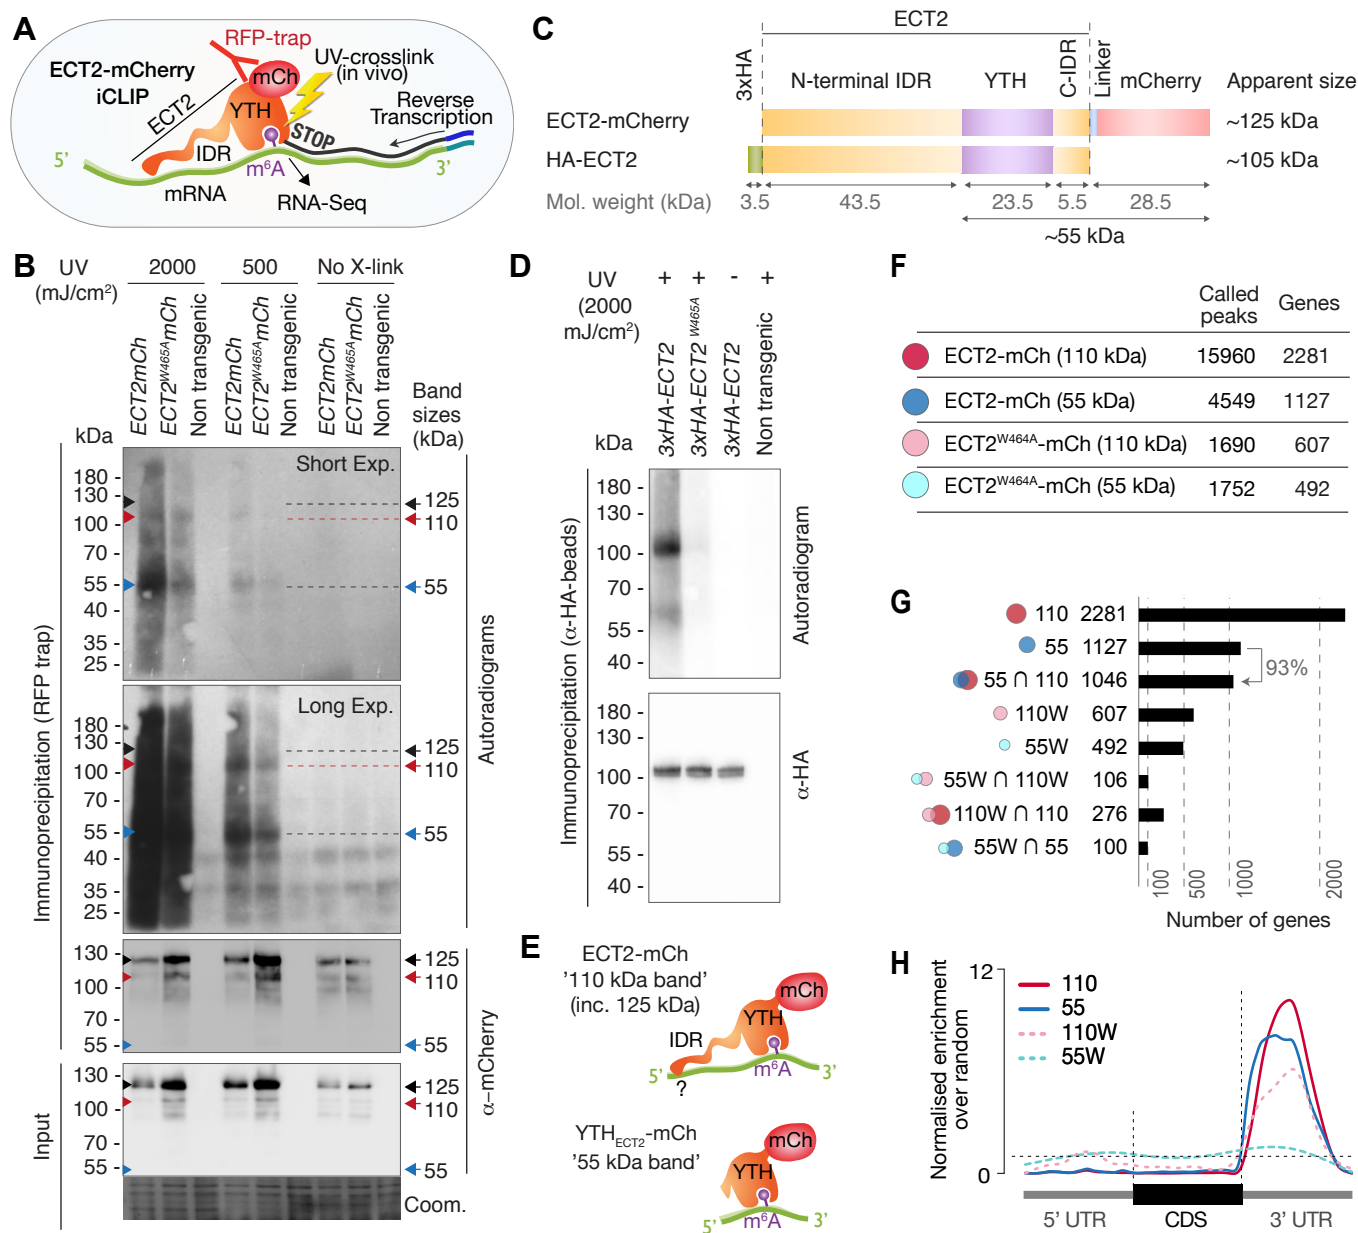 A
RFP-trap
ECT2-mCherry
iCLIP
UV-crosslink
(in vivo)
mCh
ECT2
YTH
IDR
STOP
Reverse
Transcription
5’
m⁶A
3’
mRNA
RNA-Seq
C
ECT2
3xHA
N-terminal IDR
YTH
C-IDR
Linker
mCherry
Apparent size
ECT2-mCherry
~125 kDa
HA-ECT2
~105 kDa
Mol. weight (kDa)
3.5
43.5
23.5
5.5
28.5
~55 kDa
B
UV
(mJ/cm²)
2000
500
No X-link
ECT2mCh
ECT2ᵂ⁴⁶⁵ᴬmCh
Non transgenic
ECT2mCh
ECT2ᵂ⁴⁶⁵ᴬmCh
Non transgenic
ECT2mCh
ECT2ᵂ⁴⁶⁵ᴬmCh
Non transgenic
Band
sizes
(kDa)
kDa
Short Exp.
180 -
130 -
100 -
70 -
55 -
40 -
35 -
25 -
125
110
55
Long Exp.
180 -
130 -
100 -
70 -
55 -
40 -
35 -
25 -
125
110
55
Immunoprecipitation (RFP trap)
Autoradiograms
130 -
100 -
70 -
55 -
125
110
55
Input
130 -
100 -
70 -
55 -
125
110
55
α–mCherry
Coom.
D
UV
(2000
mJ/cm²)
+
+
-
+
3xHA-ECT2
3xHA-ECT2ᵂ⁴⁶⁵ᴬ
3xHA-ECT2
Non transgenic
kDa
180 -
130 -
100 -
70 -
55 -
40 -
Autoradiogram
180 -
130 -
100 -
70 -
55 -
40 -
α-HA
Immunoprecipitation (α-HA-beads)
E
ECT2-mCh
’110 kDa band’
(inc. 125 kDa)
mCh
YTH
IDR
5’
?
m⁶A
3’
YTH_ECT2-mCh
’55 kDa band’
mCh
YTH
5’
m⁶A
3’
F
Called
peaks
Genes
ECT2-mCh (110 kDa) 15960 2281
ECT2-mCh (55 kDa) 4549 1127
ECT2ᵂ⁴⁶⁴ᴬ-mCh (110 kDa) 1690 607
ECT2ᵂ⁴⁶⁴ᴬ-mCh (55 kDa) 1752 492
G
110 2281
55 1127
55 ∩ 110 1046
93%
110W 607
55W 492
55W ∩ 110W 106
110W ∩ 110 276
55W ∩ 55 100
100
500
1000
2000
Number of genes
H
Normalised enrichment
over random
12
0
110
55
110W
55W
5’ UTR
CDS
3’ UTR